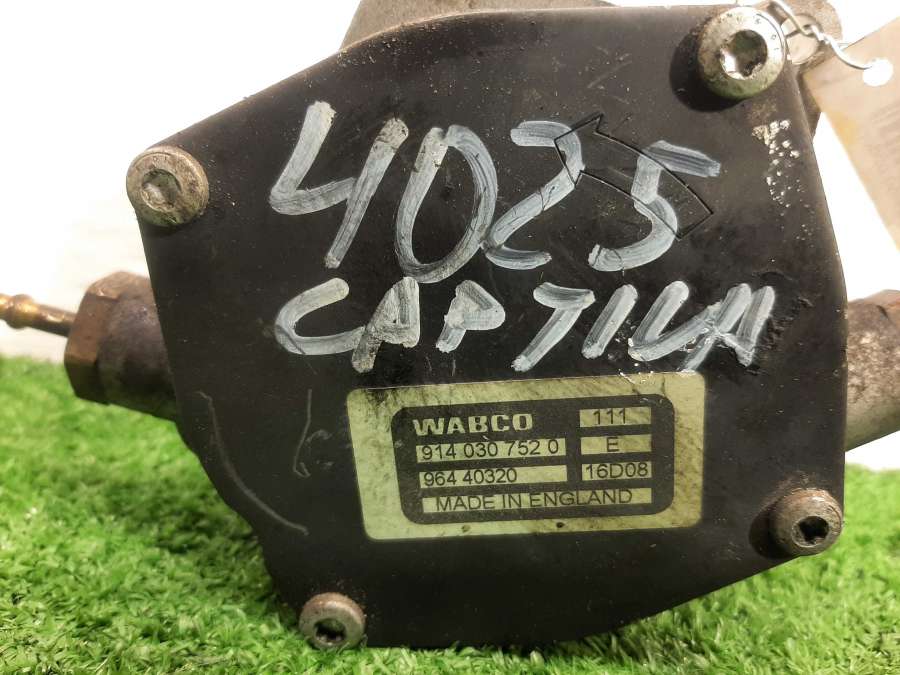 4025
CAPTIVA
WABCO 111
914 030 752 0 E
964 40320 16D08
MADE IN ENGLAND